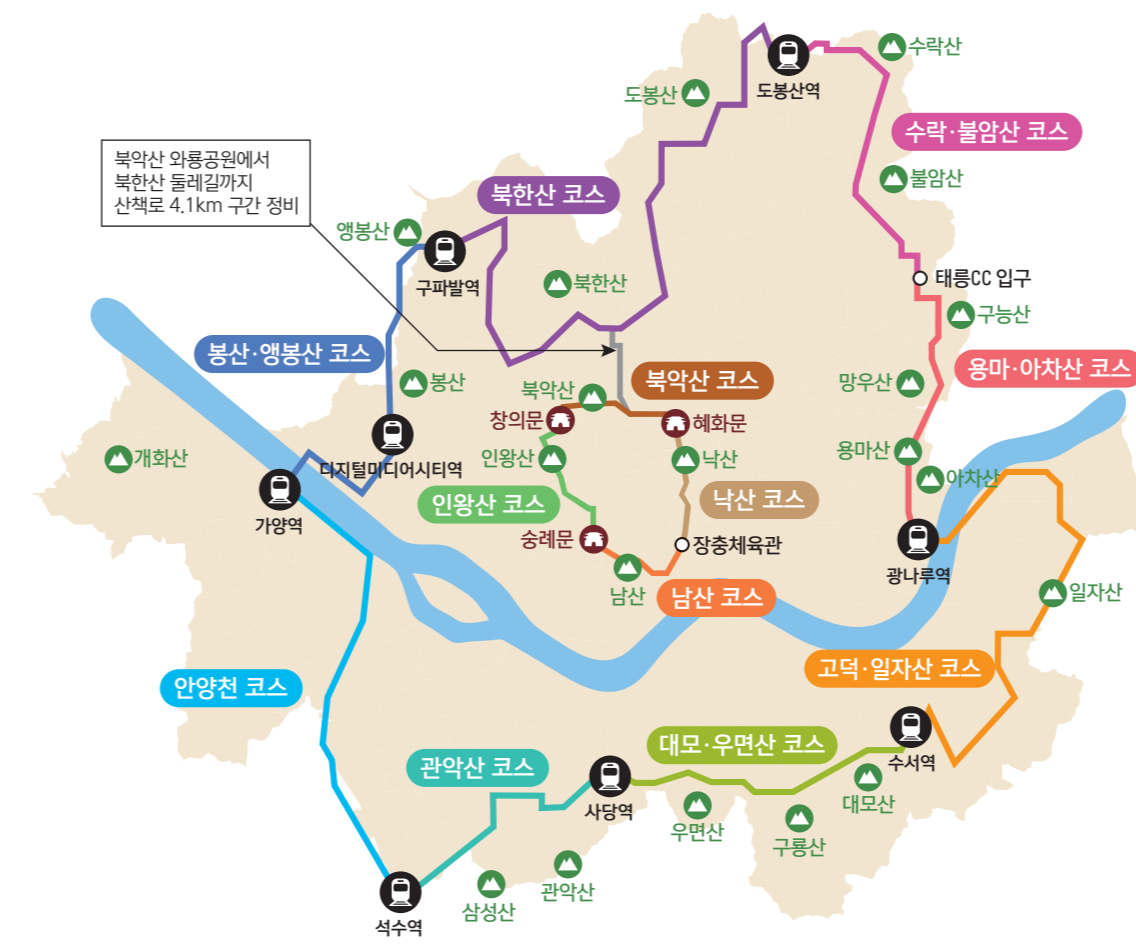 수락산
도봉산역
도봉산
수락·불암산 코스
북악산 와룡공원에서
북한산 둘레길까지
산책로 4.1km 구간 정비
북한산 코스
불암산
앵봉산
구파발역
북한산
태릉CC 입구
구능산
봉산·앵봉산 코스
용마·아차산 코스
봉산
북악산 코스
망우산
북악산
창의문
혜화문
개화산
디지털미디어시티역
인왕산
낙산
용마산
아차산
가양역
인왕산 코스
낙산 코스
숭례문
장충체육관
광나루역
남산
남산 코스
일자산
안양천 코스
고덕·일자산 코스
관악산 코스
대모·우면산 코스
수서역
사당역
대모산
우면산
구룡산
관악산
삼성산
석수역